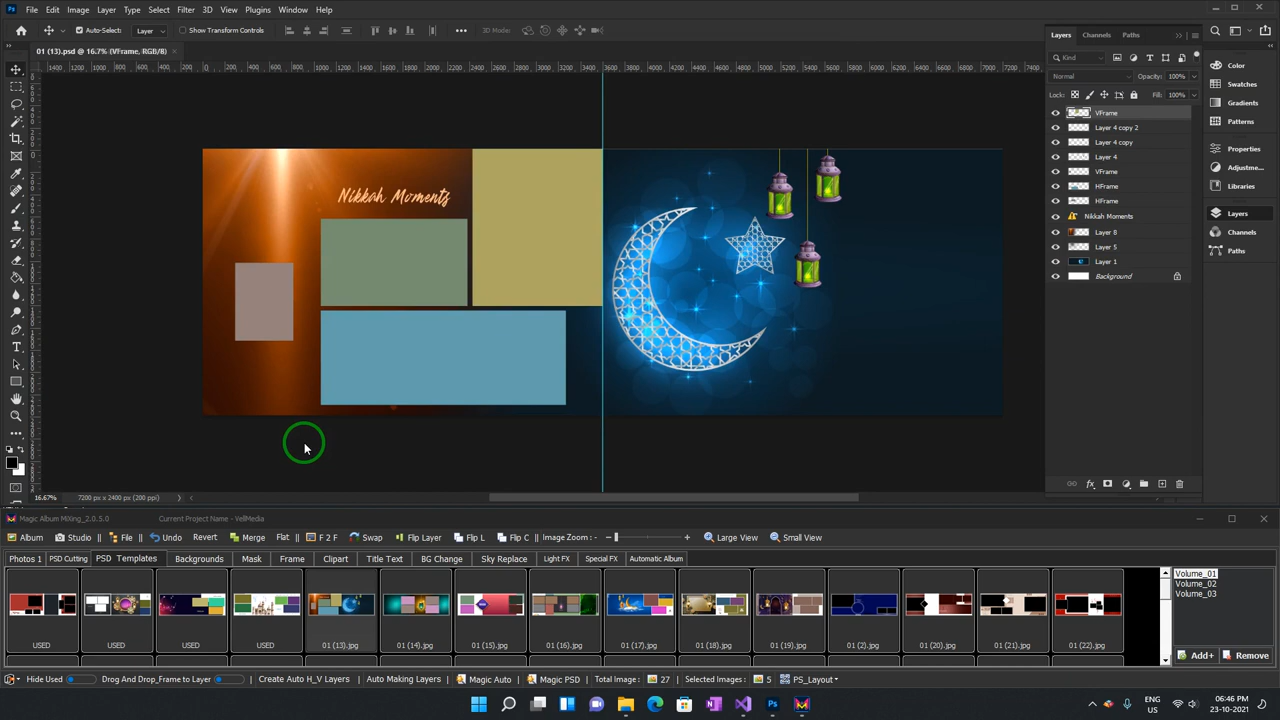 File Edit Image Layer Type Select Filter 3D View Plugins Window Help
Auto-Select: Layer Show Transform Controls 3D Mode:
01 (13).psd @ 16.7% (VFrame, RGB/8)
Nikkah Moments
16.67% 7200 px x 2400 px (200 ppi)
Layers Channels Paths
Kind
Normal Opacity: 100%
Lock: Fill: 100%
VFrame
Layer 4 copy 2
Layer 4 copy
Layer 4
VFrame
HFrame
HFrame
Nikkah Moments
Layer 8
Layer 5
Layer 1
Background
Color
Swatches
Gradients
Patterns
Properties
Adjustme...
Libraries
Layers
Channels
Paths
Magic Album MiXing_2.0.5.0 Current Project Name - YellMedia
Album Studio File Undo Revert Merge Flat F 2 F Swap Flip Layer Flip L Flip C Image Zoom : Large View Small View
Photos 1 PSD Cutting PSD Templates Backgrounds Mask Frame Clipart Title Text BG Change Sky Replace Light FX Special FX Automatic Album
USED USED USED USED 01 (13).jpg 01 (14).jpg 01 (15).jpg 01 (16).jpg 01 (17).jpg 01 (18).jpg 01 (19).jpg 01 (2).jpg 01 (20).jpg 01 (21).jpg 01 (22).jpg
Volume_01
Volume_02
Volume_03
Add+ Remove
Hide Used Drag And Drop_Frame to Layer Create Auto H_V Layers Auto Making Layers Magic Auto Magic PSD Total Image: 27 Selected Images: 5 PS_Layout
ENG
US
06:46 PM
23-10-2021